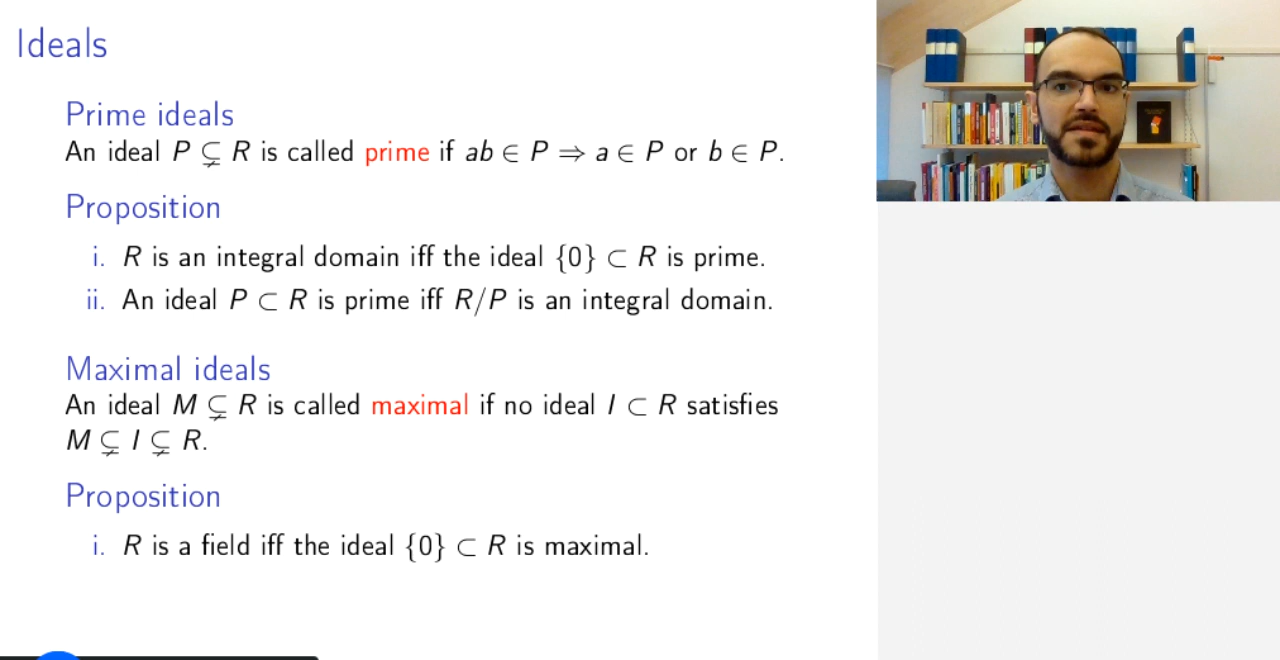 Ideals
Prime ideals
An ideal P ⊊ R is called prime if ab ∈ P ⇒ a ∈ P or b ∈ P.
Proposition
i. R is an integral domain iff the ideal {0} ⊂ R is prime.
ii. An ideal P ⊂ R is prime iff R/P is an integral domain.
Maximal ideals
An ideal M ⊊ R is called maximal if no ideal I ⊂ R satisfies
M ⊊ I ⊊ R.
Proposition
i. R is a field iff the ideal {0} ⊂ R is maximal.